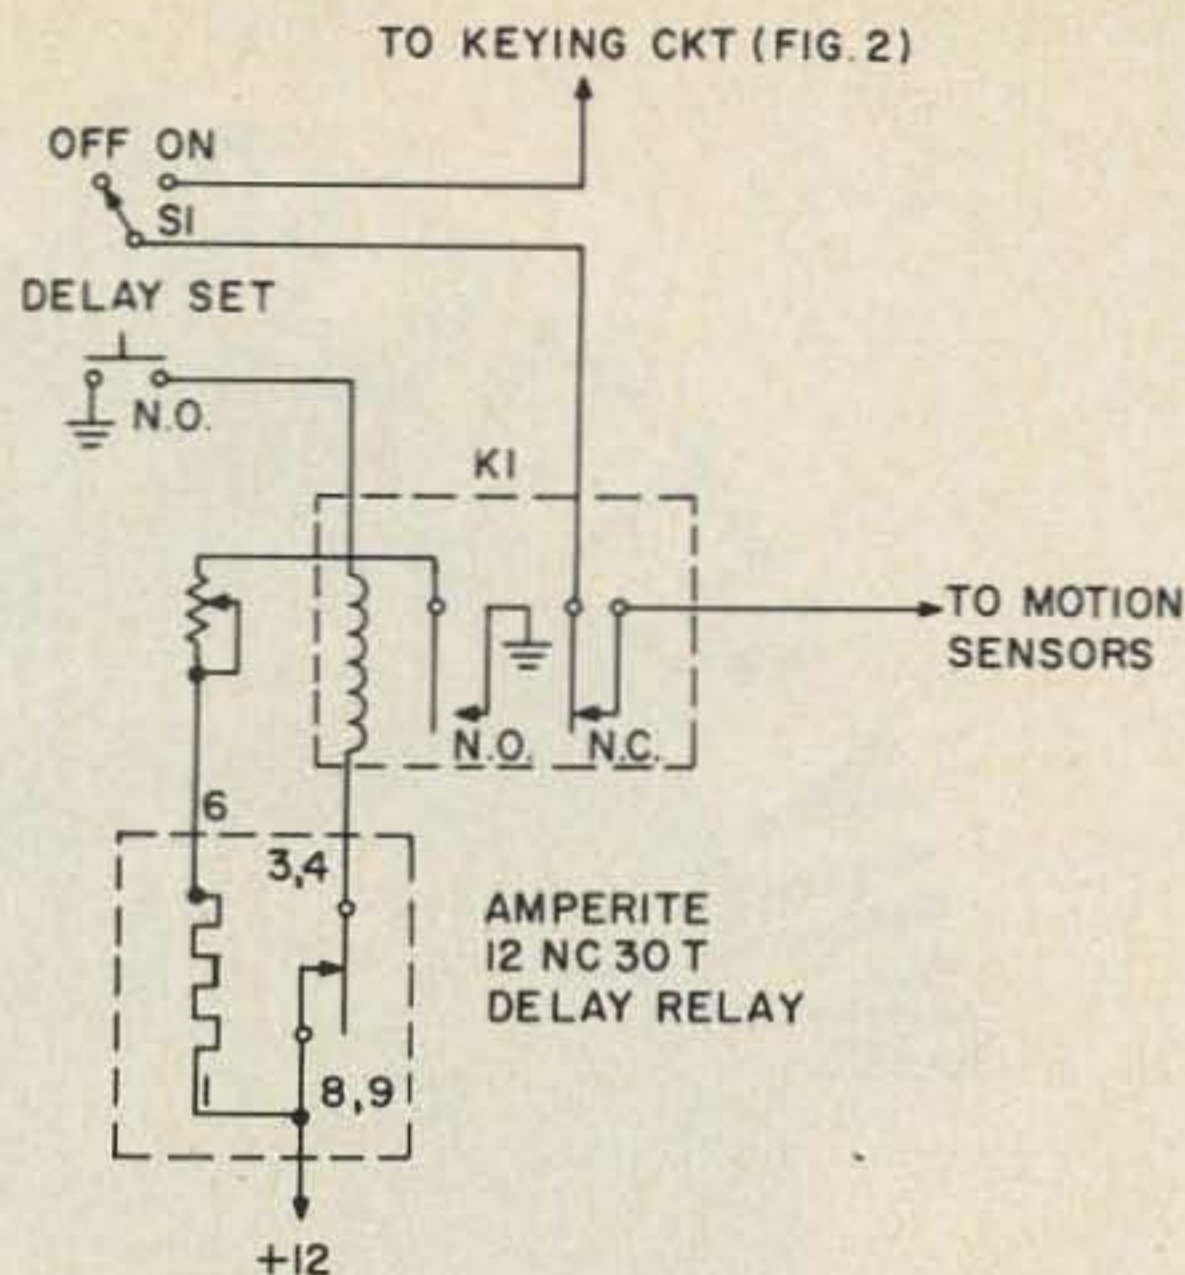 TO KEYING CKT (FIG. 2)
OFF ON
S1
DELAY SET
N.O.
K1
TO MOTION
SENSORS
N.O. N.C.
6
3,4
AMPERITE
12 NC 30 T
DELAY RELAY
1
8,9
+12